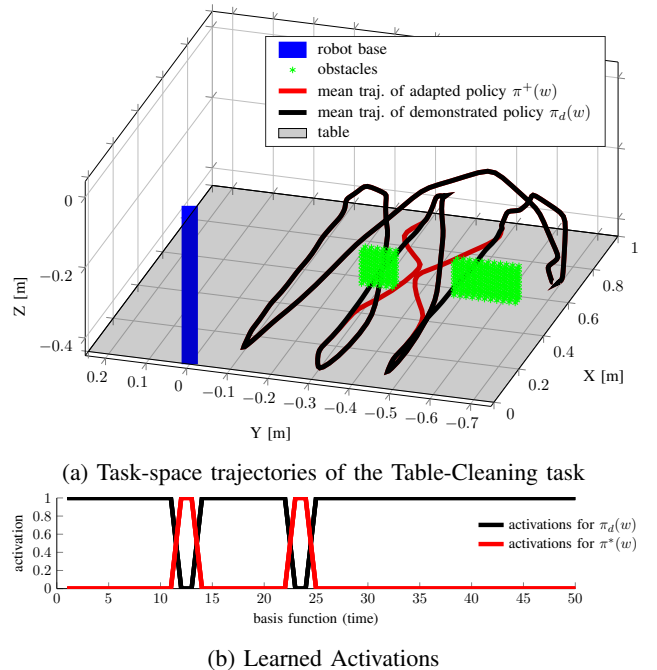 robot base
obstacles
mean traj. of adapted policy π⁺(w)
mean traj. of demonstrated policy π_d(w)
table
0
−0.2
−0.4
Z [m]
0.2
0.1
0
−0.1
−0.2
−0.3
−0.4
−0.5
−0.6
−0.7
Y [m]
0
0.2
0.4
0.6
0.8
1
X [m]
(a) Task-space trajectories of the Table-Cleaning task
1
0.8
0.6
0.4
0.2
0
activation
activations for π_d(w)
activations for π*(w)
0 5 10 15 20 25 30 35 40 45 50
basis function (time)
(b) Learned Activations